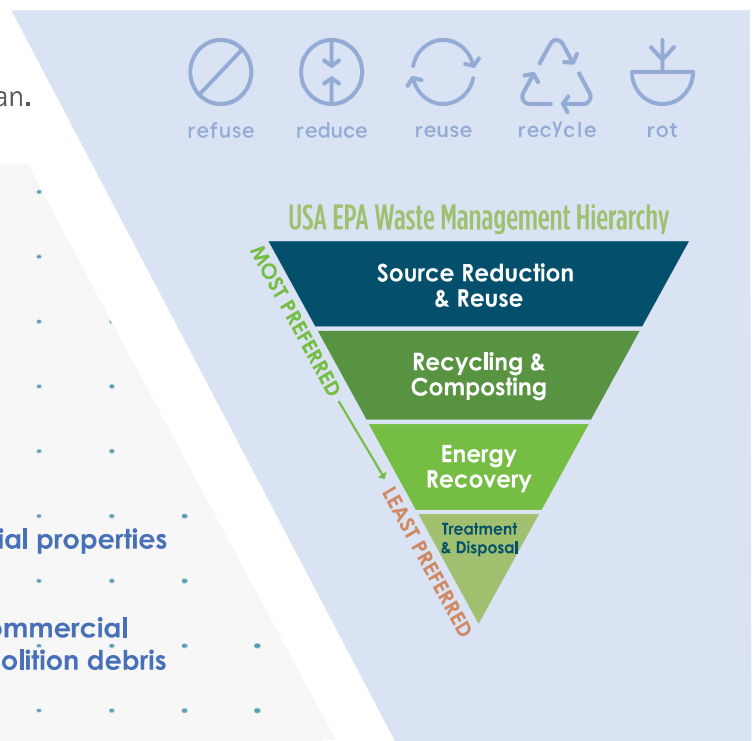 an.
refuse reduce reuse recycle rot
USA EPA Waste Management Hierarchy
MOST PREFERRED
LEAST PREFERRED
Source Reduction
& Reuse
Recycling &
Composting
Energy
Recovery
Treatment
& Disposal
ial properties
ommercial
olition debris